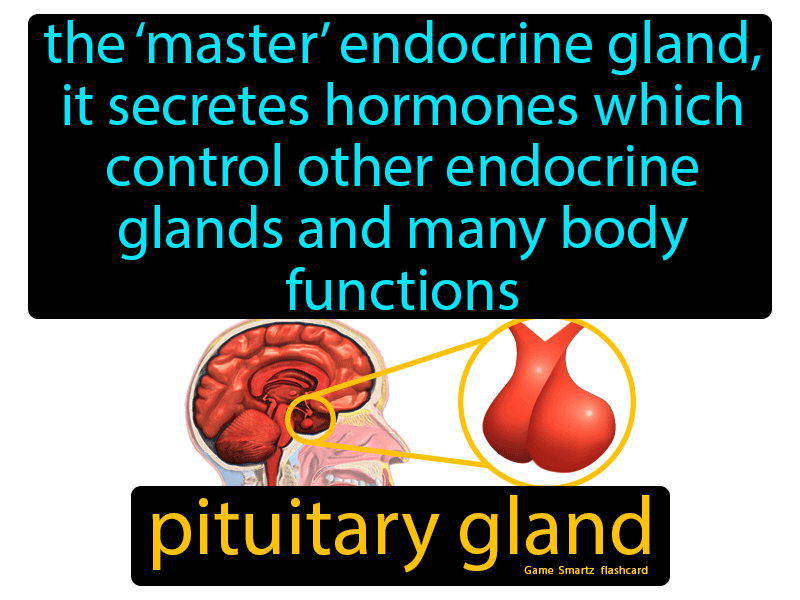 the ‘master’ endocrine gland,
it secretes hormones which
control other endocrine
glands and many body
functions
pituitary gland
Game Smartz flashcard